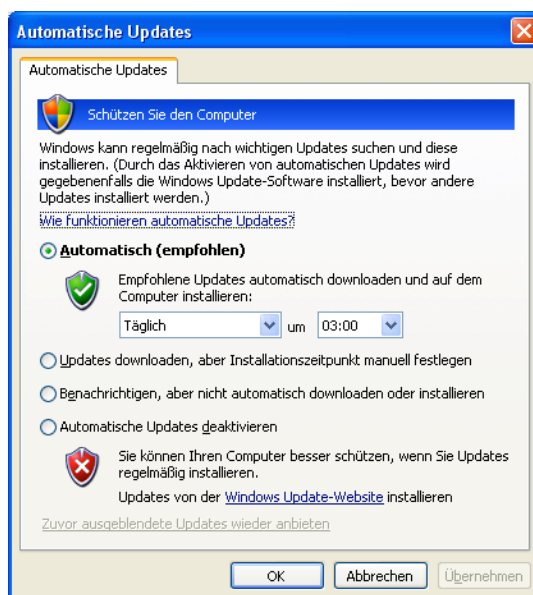 Automatische Updates
Automatische Updates
Schützen Sie den Computer
Windows kann regelmäßig nach wichtigen Updates suchen und diese
installieren. (Durch das Aktivieren von automatischen Updates wird
gegebenenfalls die Windows Update-Software installiert, bevor andere
Updates installiert werden.)
Wie funktionieren automatische Updates?
Automatisch (empfohlen)
Empfohlene Updates automatisch downloaden und auf dem
Computer installieren:
Täglich um 03:00
Updates downloaden, aber Installationszeitpunkt manuell festlegen
Benachrichtigen, aber nicht automatisch downloaden oder installieren
Automatische Updates deaktivieren
Sie können Ihren Computer besser schützen, wenn Sie Updates
regelmäßig installieren.
Updates von der Windows Update-Website installieren
Zuvor ausgeblendete Updates wieder anbieten
OK Abbrechen Übernehmen